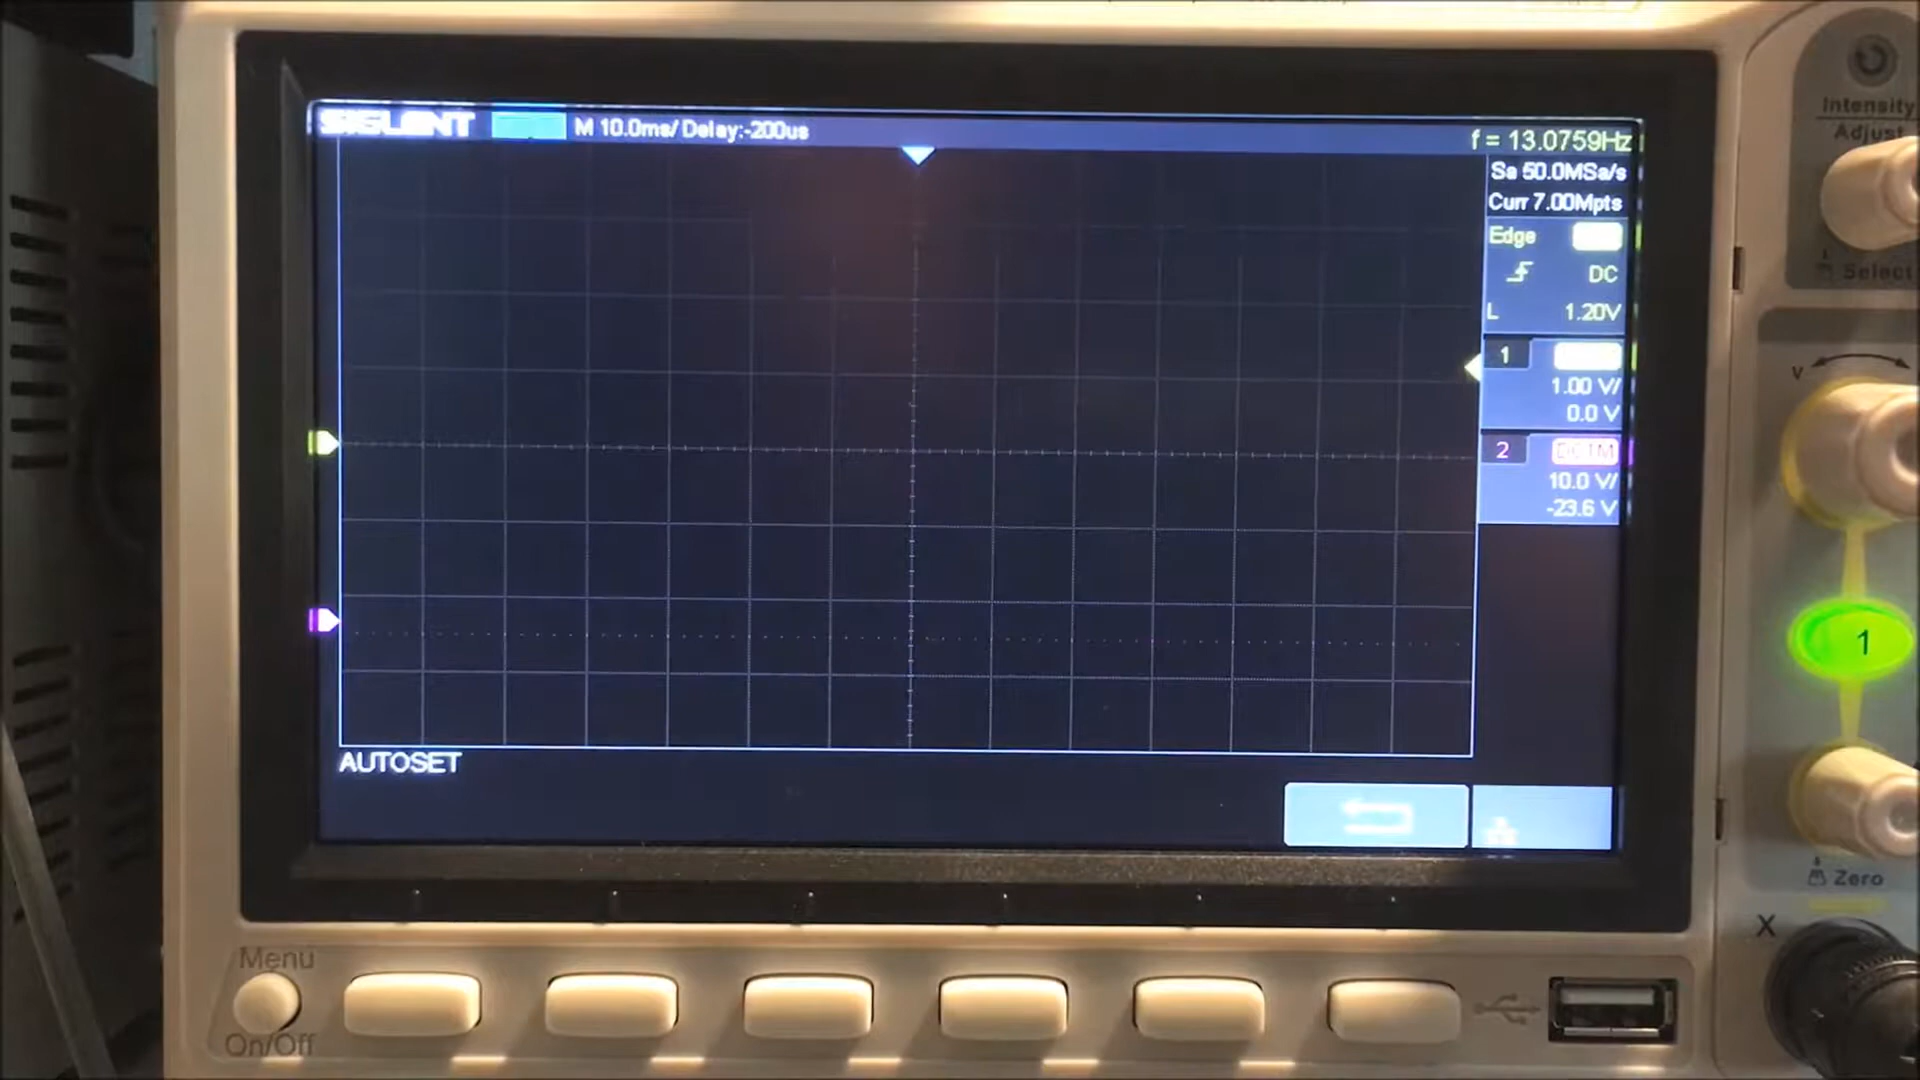 SIGLENT M 10.0ms/ Delay:-200us
f = 13.0759Hz
Sa 50.0MSa/s
Curr 7.00Mpts
Edge
DC
L 1.20V
1
1.00 V/
0.0 V
2 DC1M
10.0 V/
-23.6 V
AUTOSET
Intensity
Adjust
Select
V
1
Zero
X
Menu
On/Off